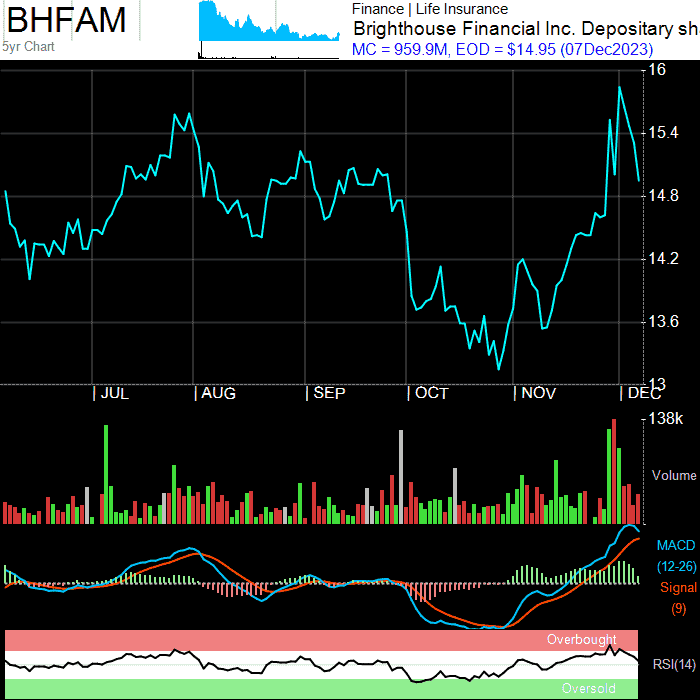 BHFAM
5yr Chart
Finance | Life Insurance
Brighthouse Financial Inc. Depositary sh
MC = 959.9M, EOD = $14.95 (07Dec2023)
16
15.4
14.8
14.2
13.6
13
JUL AUG SEP OCT NOV DEC
138k
Volume
MACD
(12-26)
Signal
(9)
Overbought
RSI(14)
Oversold